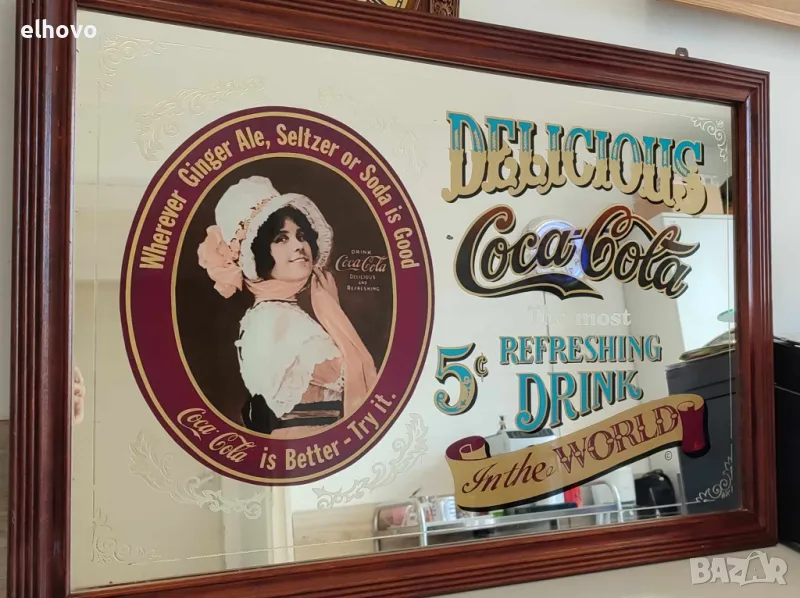 elhovo
Wherever Ginger Ale, Seltzer or Soda is Good
Coca-Cola is Better - Try it.
DRINK
Coca-Cola
DELICIOUS
AND
REFRESHING
DELICIOUS
Coca-Cola
The most
5¢ REFRESHING
DRINK
In the WORLD
©
BAZAR